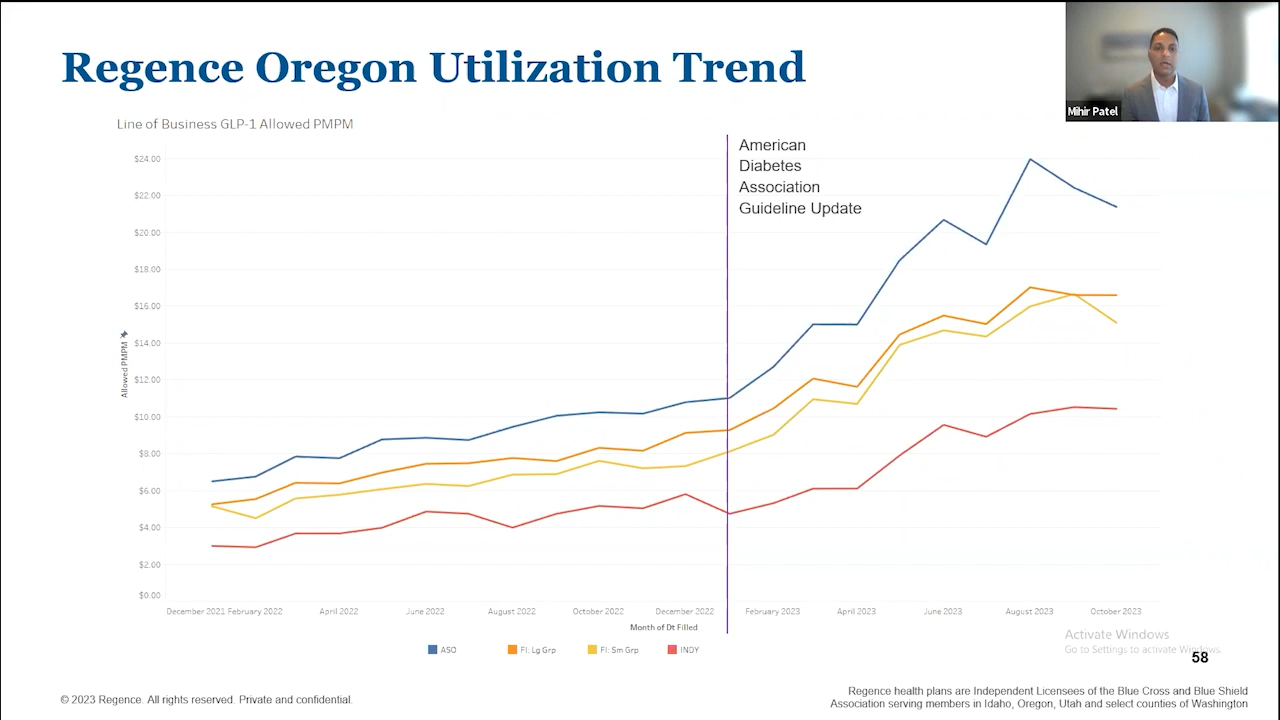 Regence Oregon Utilization Trend
Mihir Patel
Line of Business GLP-1 Allowed PMPM
American
Diabetes
Association
Guideline Update
$24.00
$22.00
$20.00
$18.00
$16.00
$14.00
$12.00
$10.00
$8.00
$6.00
$4.00
$2.00
$0.00
Allowed PMPM
December 2021 February 2022 April 2022 June 2022 August 2022 October 2022 December 2022 February 2023 April 2023 June 2023 August 2023 October 2023
Month of Dt Filled
ASO FI: Lg Grp FI: Sm Grp INDY
Activate Windows
Go to Settings to activate Windows.
58
© 2023 Regence. All rights reserved. Private and confidential.
Regence health plans are Independent Licensees of the Blue Cross and Blue Shield
Association serving members in Idaho, Oregon, Utah and select counties of Washington